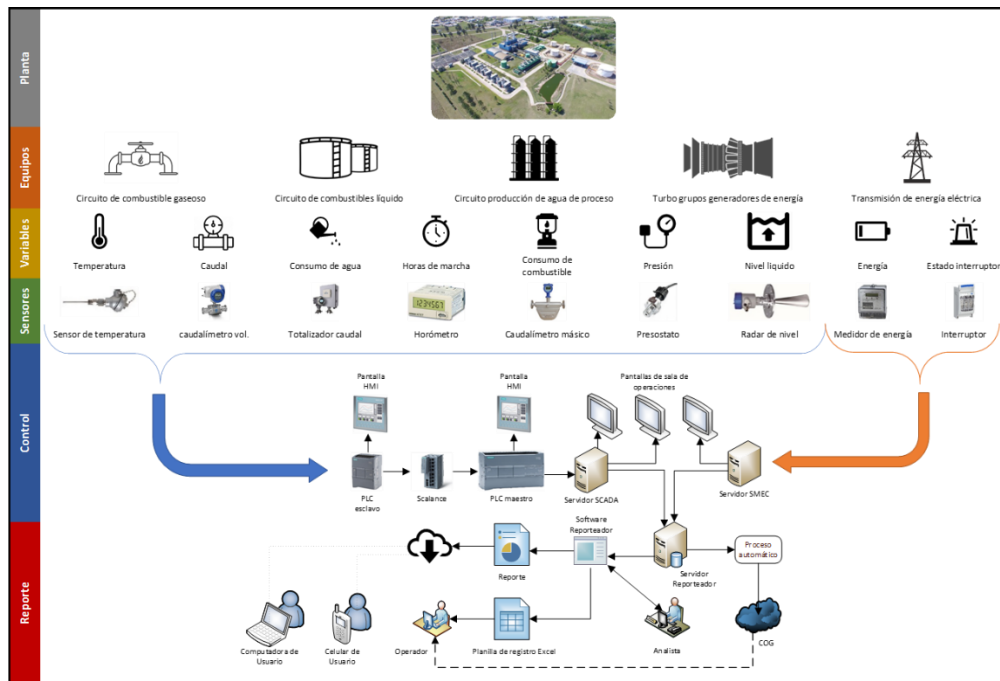 Planta
Equipos
Circuito de combustible gaseoso
Circuito de combustibles líquido
Circuito producción de agua de proceso
Turbo grupos generadores de energía
Transmisión de energía eléctrica
Variables
Temperatura
Caudal
Consumo de agua
Horas de marcha
Consumo de
combustible
Presión
Nivel liquido
Energía
Estado interruptor
Sensores
1234567
Sensor de temperatura
caudalímetro vol.
Totalizador caudal
Horómetro
Caudalímetro másico
Presostato
Radar de nivel
Medidor de energía
Interruptor
Control
Pantalla
HMI
Pantalla
HMI
Pantallas de sala de
operaciones
PLC
esclavo
Scalance
PLC maestro
Servidor SCADA
Servidor SMEC
Reporte
Software
Reporteador
Reporte
Servidor
Reporteador
Proceso
automático
Computadora de
Usuario
Celular de
Usuario
Operador
Planilla de registro Excel
Analista
COG